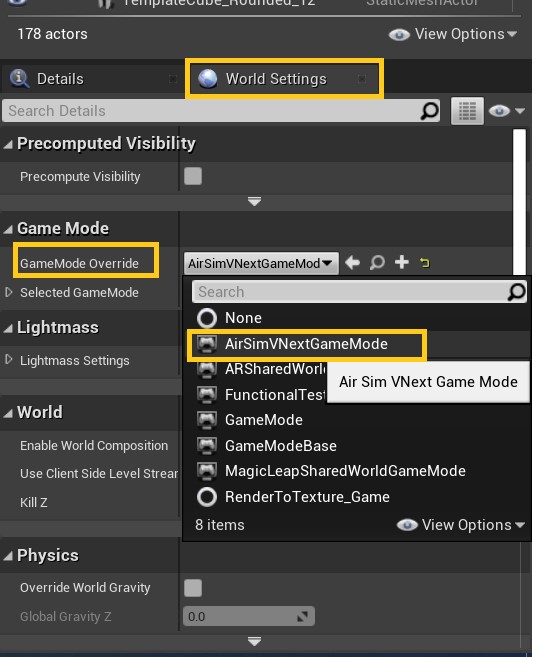 TemplateCube_Rounded_12 StaticMeshActor
178 actors View Options
Details World Settings
Search Details
Precomputed Visibility
Precompute Visibility
Game Mode
GameMode Override AirSimVNextGameMod
Selected GameMode
Search
None
Lightmass
AirSimVNextGameMode
Lightmass Settings
ARSharedWorl
Air Sim VNext Game Mode
FunctionalTest
World
GameMode
Enable World Composition
GameModeBase
Use Client Side Level Strear
MagicLeapSharedWorldGameMode
Kill Z
RenderToTexture_Game
8 items View Options
Physics
Override World Gravity
Global Gravity Z 0.0